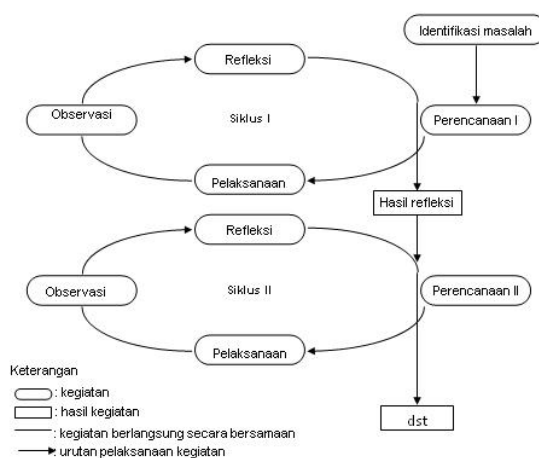 Identifikasi masalah
Refleksi
Observasi
Siklus I
Perencanaan I
Pelaksanaan
Hasil refleksi
Refleksi
Observasi
Siklus II
Perencanaan II
Pelaksanaan
Keterangan
: kegiatan
: hasil kegiatan
: kegiatan berlangsung secara bersamaan
: urutan pelaksanaan kegiatan
dst